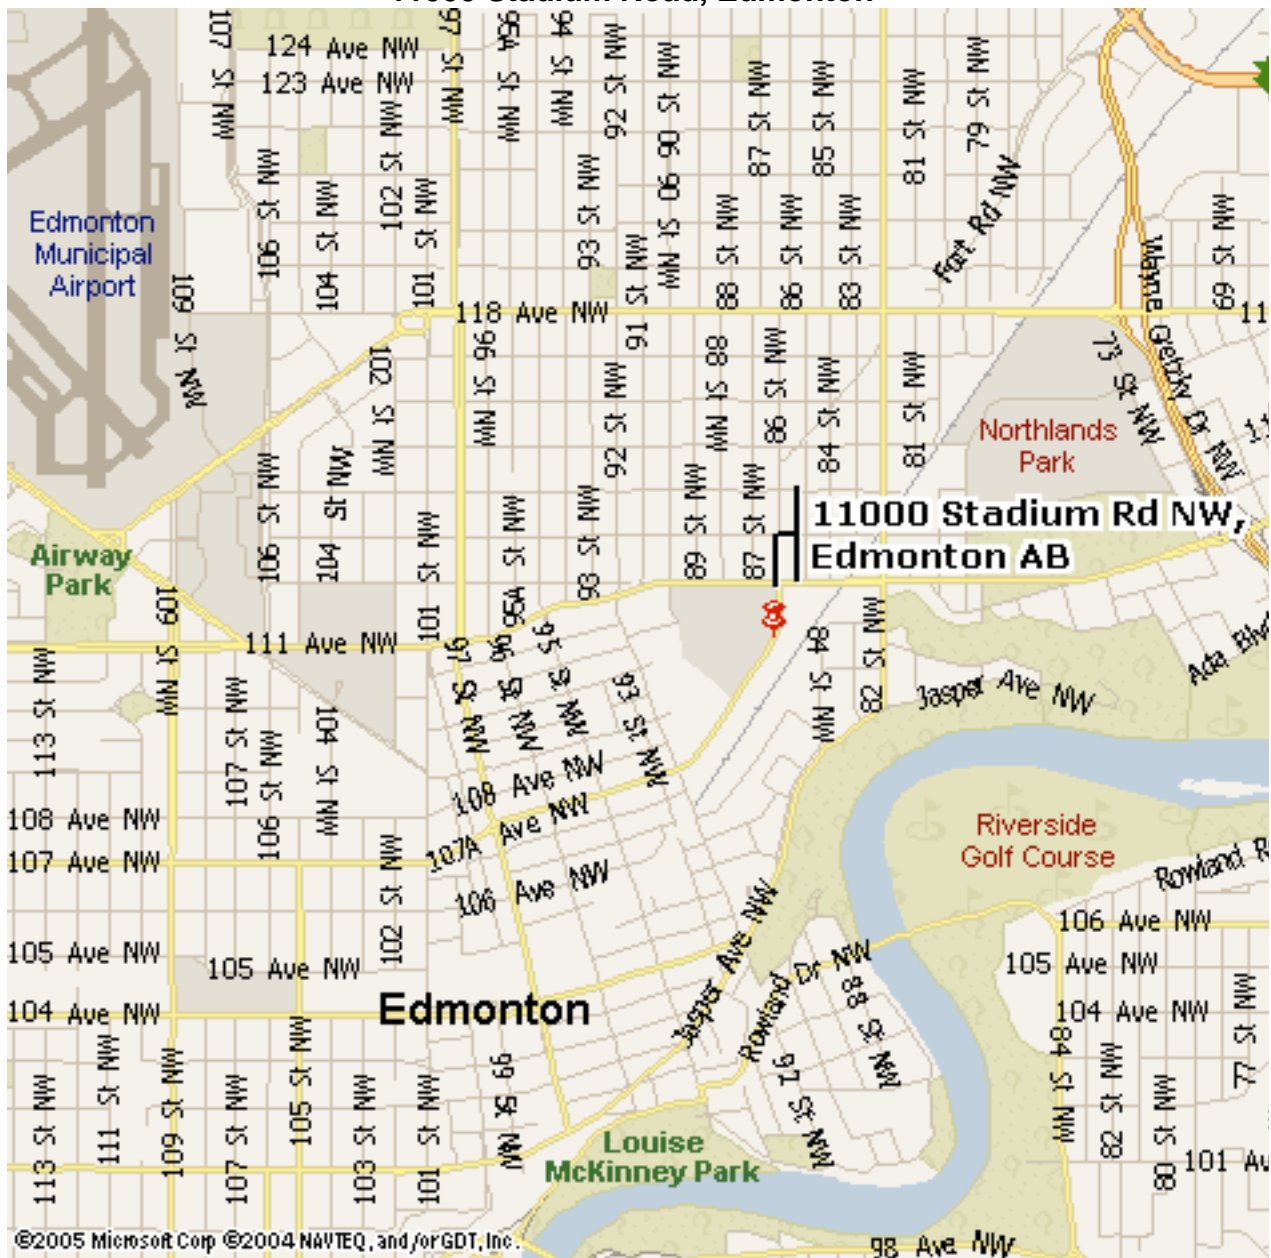 11000 Stadium Road, Edmonton
107 St NW
124 Ave NW
123 Ave NW
97 St NW
95A St NW
94 St NW
92 St NW
90 St NW
87 St NW
85 St NW
81 St NW
79 St NW
102 St NW
106 St NW
104 St NW
101 St NW
93 St NW
91 St NW
88 St NW
86 St NW
83 St NW
Fort Rd NW
Wayne Gretzky Dr NW
69 St NW
Edmonton
Municipal
Airport
109 St NW
118 Ave NW
102 St NW
96 St NW
92 St NW
88 St NW
86 St NW
84 St NW
81 St NW
73 St NW
Northlands
Park
106 St NW
104 St NW
101 St NW
95A St NW
93 St NW
89 St NW
87 St NW
11000 Stadium Rd NW,
Edmonton AB
Airway
Park
109 St NW
111 Ave NW
97 St NW
96 St NW
95 St NW
93 St NW
84 St NW
82 St NW
Jasper Ave NW
Ada Blvd
113 St NW
107 St NW
106 St NW
104 St NW
108 Ave NW
108 Ave NW
107A Ave NW
107 Ave NW
106 Ave NW
102 St NW
Riverside
Golf Course
Rowland R
106 Ave NW
105 Ave NW
105 Ave NW
105 Ave NW
Jasper Ave NW
Rowland Dr NW
88 St NW
104 Ave NW
Edmonton
104 Ave NW
84 St NW
77 St NW
113 St NW
111 St NW
109 St NW
107 St NW
105 St NW
103 St NW
101 St NW
99 St NW
97 St NW
82 St NW
80 St NW
101 Au
Louise
McKinney Park
98 Ave NW
©2005 Microsoft Corp ©2004 NAVTEQ, and/or GDT, Inc.